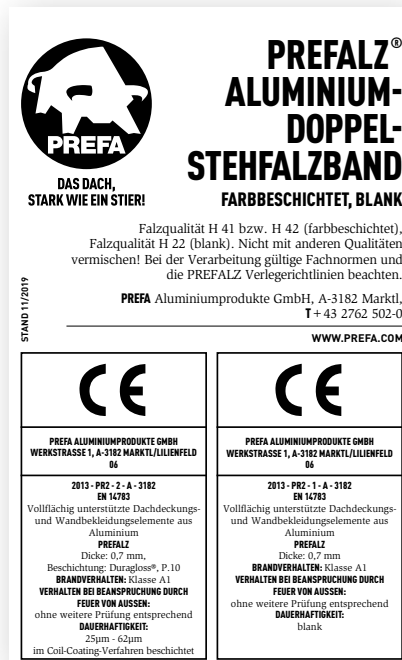 PREFA
DAS DACH,
STARK WIE EIN STIER!
PREFALZ®
ALUMINIUM-
DOPPEL-
STEHFALZBAND
FARBBESCHICHTET, BLANK
Falzqualität H 41 bzw. H 42 (farbbeschichtet),
Falzqualität H 22 (blank). Nicht mit anderen Qualitäten
vermischen! Bei der Verarbeitung gültige Fachnormen und
die PREFALZ Verlegerichtlinien beachten.
PREFA Aluminiumprodukte GmbH, A-3182 Marktl,
T +43 2762 502-0
STAND 11/2019
WWW.PREFA.COM
CE
PREFA ALUMINIUMPRODUKTE GMBH
WERKSTRASSE 1, A-3182 MARKTL/LILIENFELD
06
2013 - PR2 - 2 - A - 3182
EN 14783
Vollflächig unterstützte Dachdeckungs-
und Wandbekleidungselemente aus
Aluminium
PREFALZ
Dicke: 0,7 mm,
Beschichtung: Duragloss®, P.10
BRANDVERHALTEN: Klasse A1
VERHALTEN BEI BEANSPRUCHUNG DURCH
FEUER VON AUSSEN:
ohne weitere Prüfung entsprechend
DAUERHAFTIGKEIT:
25µm - 62µm
im Coil-Coating-Verfahren beschichtet
CE
PREFA ALUMINIUMPRODUKTE GMBH
WERKSTRASSE 1, A-3182 MARKTL/LILIENFELD
06
2013 - PR2 - 1 - A - 3182
EN 14783
Vollflächig unterstützte Dachdeckungs-
und Wandbekleidungselemente aus
Aluminium
PREFALZ
Dicke: 0,7 mm
BRANDVERHALTEN: Klasse A1
VERHALTEN BEI BEANSPRUCHUNG DURCH
FEUER VON AUSSEN:
ohne weitere Prüfung entsprechend
DAUERHAFTIGKEIT:
blank